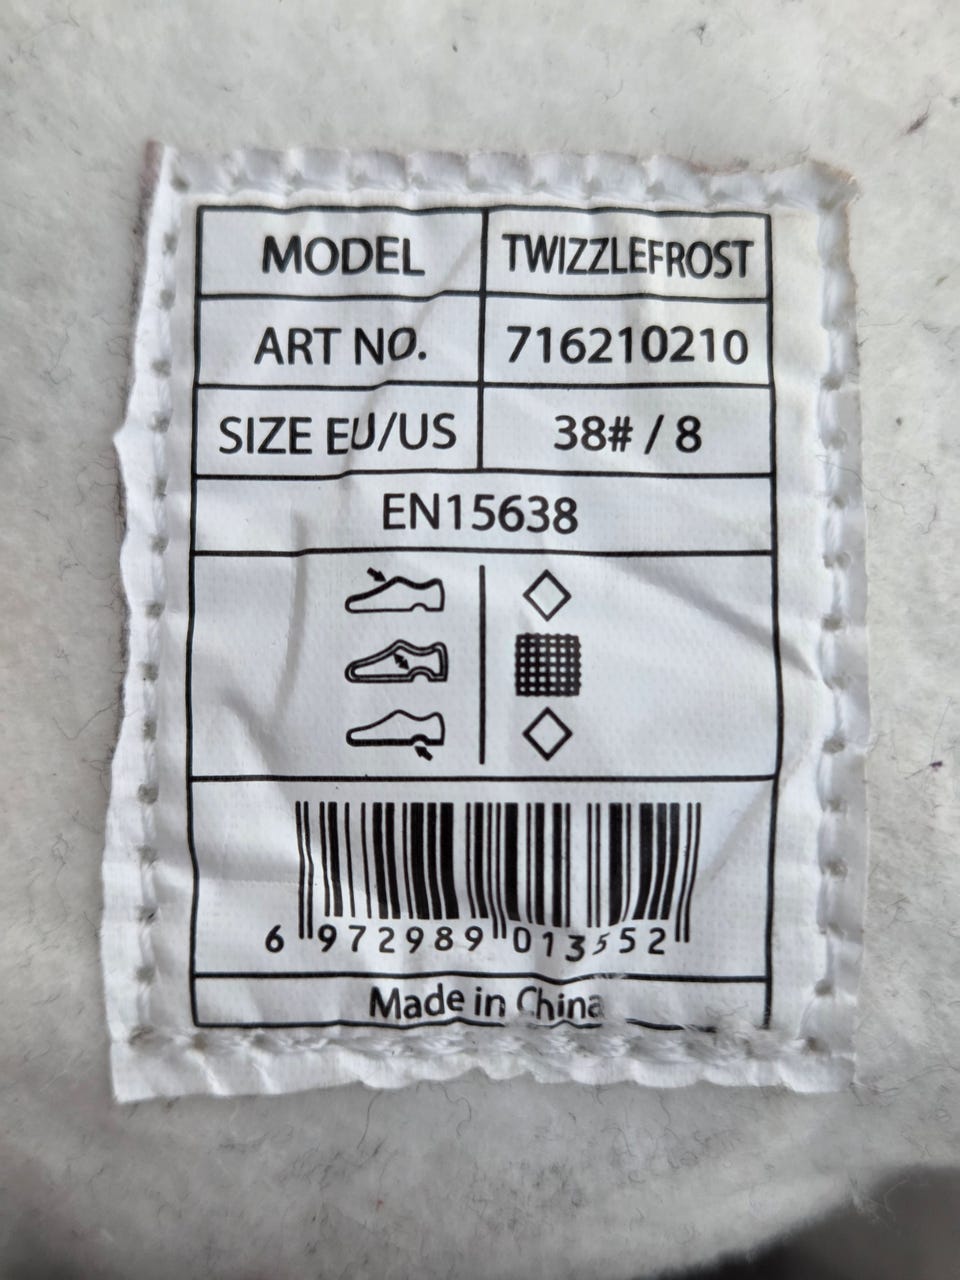 MODEL TWIZZLEFROST
ART NO. 716210210
SIZE EU/US 38# / 8
EN15638
6 972989 013552
Made in China